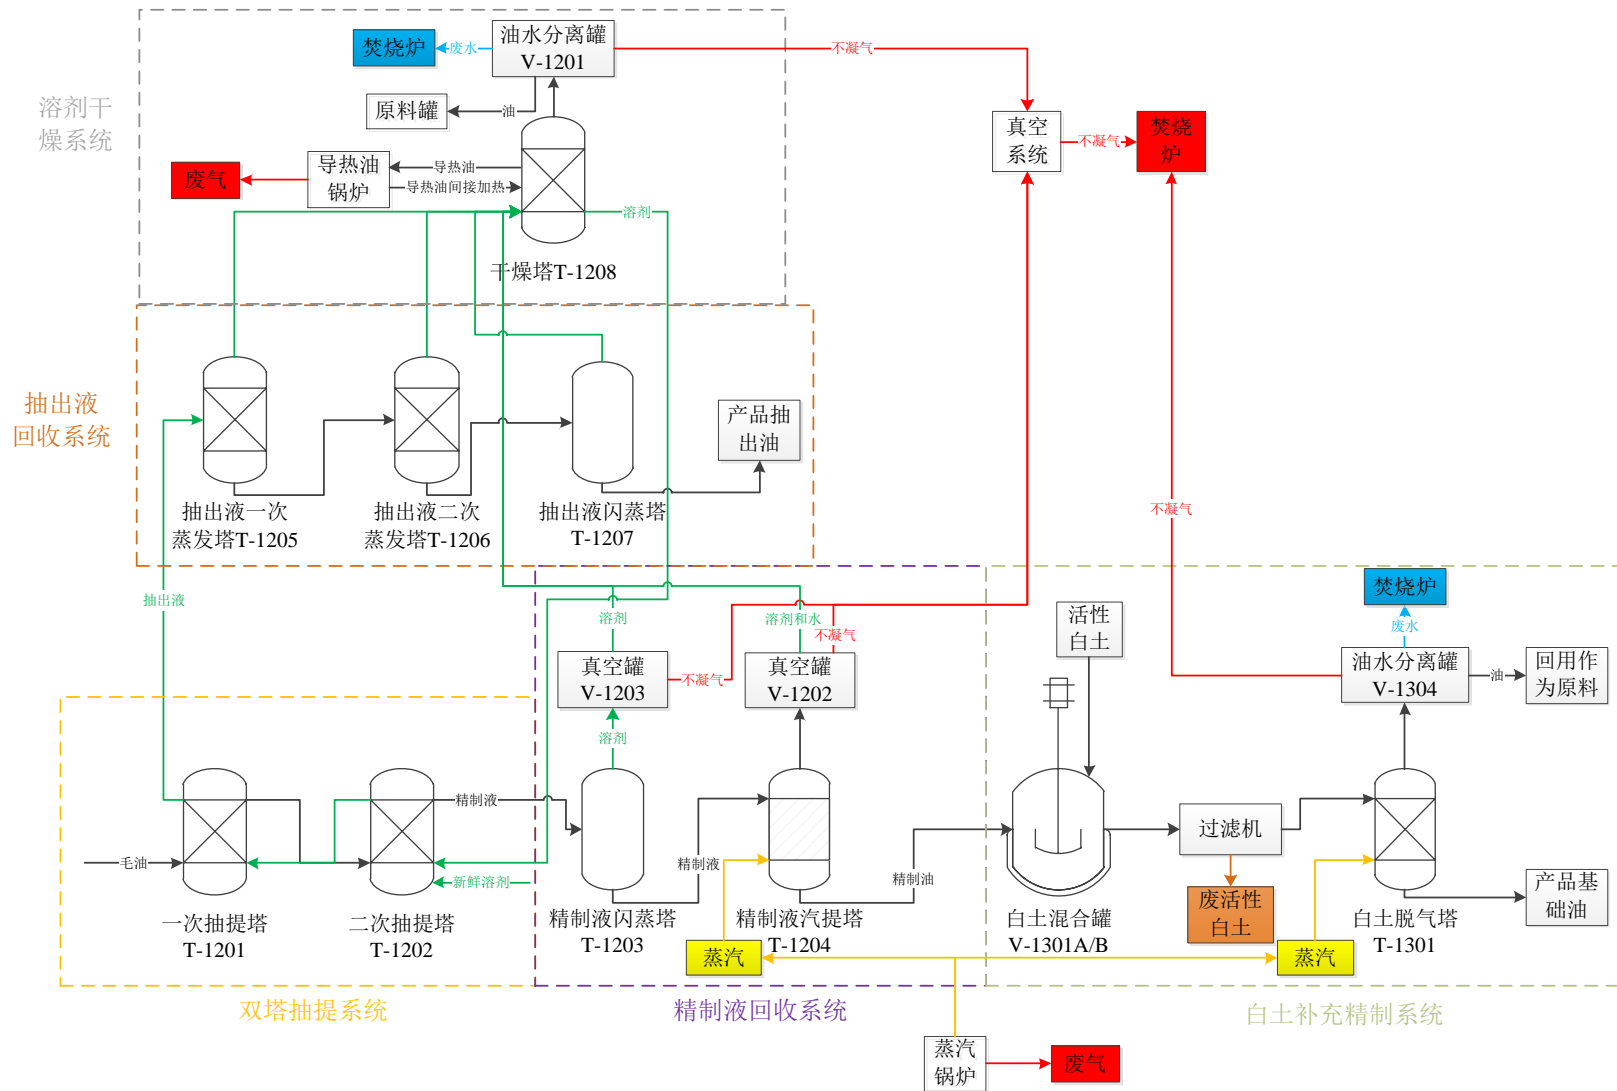 油水分离罐
V-1201
焚烧炉
废水
不凝气
原料罐
油
溶剂干
燥系统
真空
系统
不凝气
焚烧
炉
导热油
锅炉
废气
导热油
导热油间接加热
溶剂
干燥塔T-1208
抽出液
回收系统
产品抽
出油
抽出液一次
蒸发塔T-1205
抽出液二次
蒸发塔T-1206
抽出液闪蒸塔
T-1207
不凝气
抽出液
溶剂
溶剂和水
不凝气
活性
白土
焚烧炉
废水
真空罐
V-1203
不凝气
真空罐
V-1202
油水分离罐
V-1304
油
回用作
为原料
溶剂
精制液
毛油
新鲜溶剂
精制液
精制油
过滤机
废活性
白土
产品基
础油
一次抽提塔
T-1201
二次抽提塔
T-1202
精制液闪蒸塔
T-1203
精制液汽提塔
T-1204
白土混合罐
V-1301A/B
白土脱气塔
T-1301
蒸汽
蒸汽
双塔抽提系统
精制液回收系统
白土补充精制系统
蒸汽
锅炉
废气